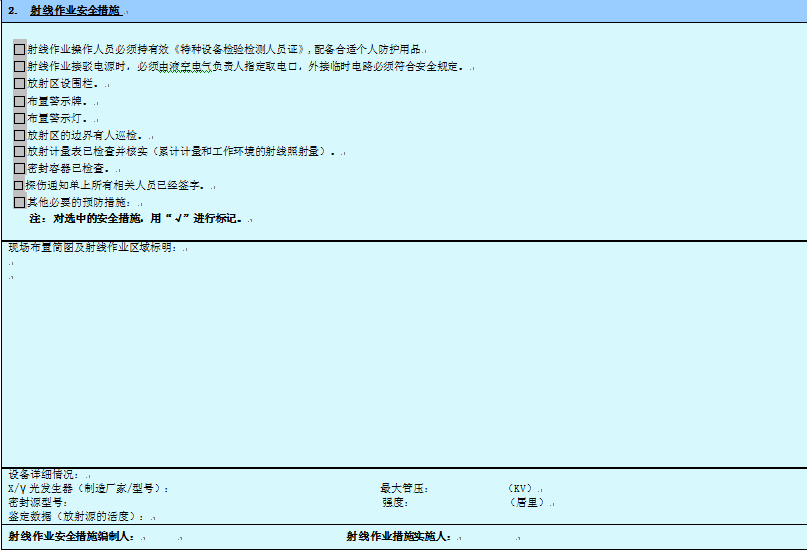 2. 射线作业安全措施
射线作业操作人员必须持有效《特种设备检验检测人员证》,配备合适个人防护用品
射线作业接驳电源时，必须由液空电气负责人指定取电口，外接临时电路必须符合安全规定。
放射区设围栏。
布置警示牌。
布置警示灯。
放射区的边界有人巡检。
放射计量表已检查并核实（累计计量和工作环境的射线照射量）。
密封容器已检查。
探伤通知单上所有相关人员已经签字。
其他必要的预防措施：
注：对选中的安全措施，用“√”进行标记。
现场布置简图及射线作业区域标明：
设备详细情况：
X/γ光发生器（制造厂家/型号）： 最大管压： （KV）
密封源型号： 强度： （居里）
鉴定数据（放射源的活度）：
射线作业安全措施编制人： 射线作业措施实施人：